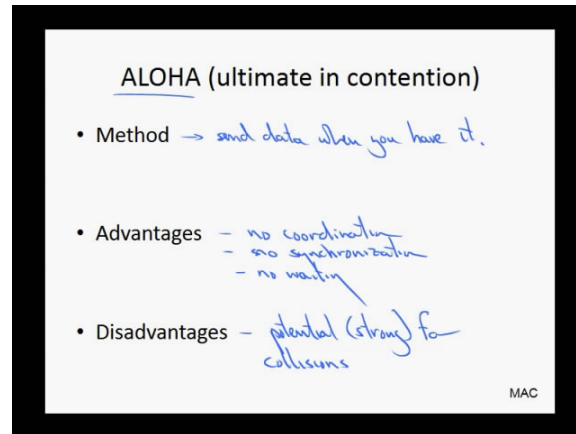 ALOHA (ultimate in contention)
• Method → send data when you have it.
• Advantages - no coordination
- no synchronization
- no waiting
• Disadvantages - potential (strong) for
collisions
MAC